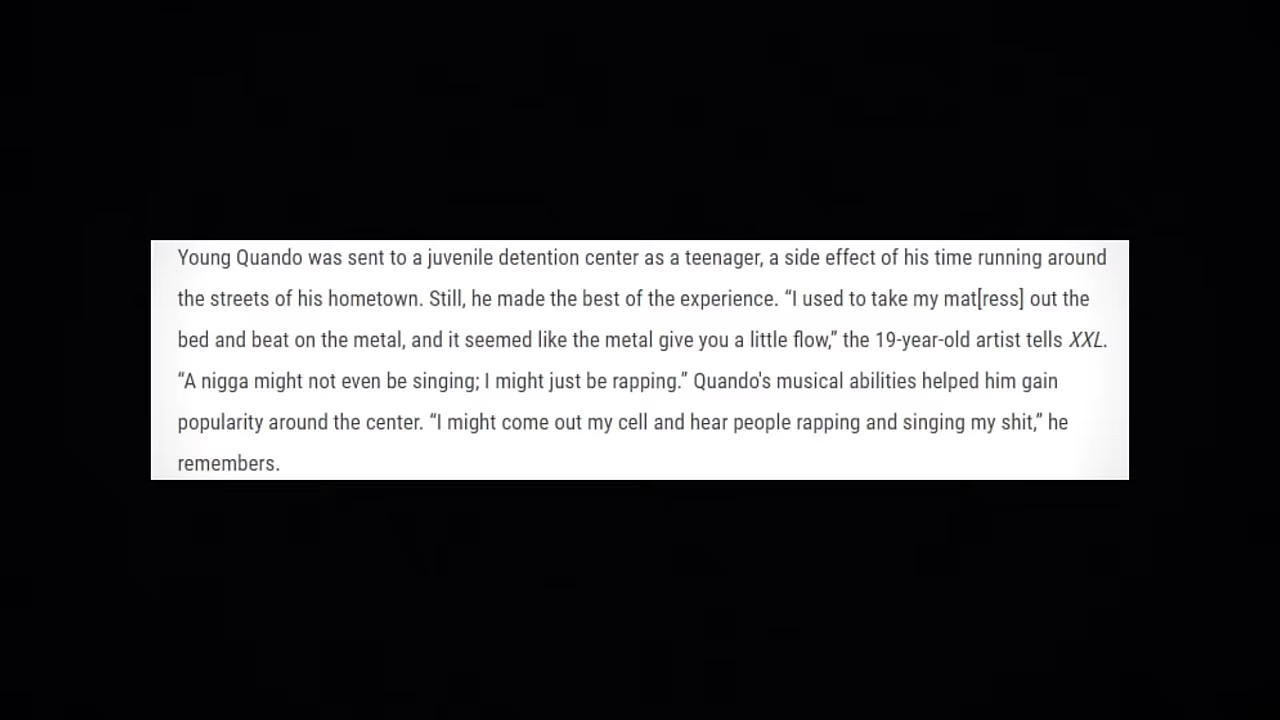 Young Quando was sent to a juvenile detention center as a teenager, a side effect of his time running around
the streets of his hometown. Still, he made the best of the experience. “I used to take my mat[ress] out the
bed and beat on the metal, and it seemed like the metal give you a little flow,” the 19-year-old artist tells XXL.
“A nigga might not even be singing; I might just be rapping.” Quando's musical abilities helped him gain
popularity around the center. “I might come out my cell and hear people rapping and singing my shit,” he
remembers.